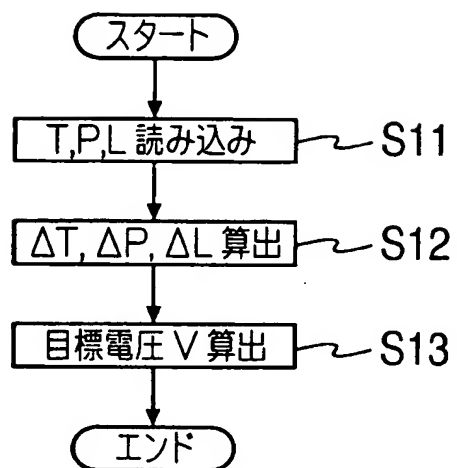 スタート
T,P,L 読み込み
S11
ΔT, ΔP, ΔL 算出
S12
目標電圧 V 算出
S13
エンド